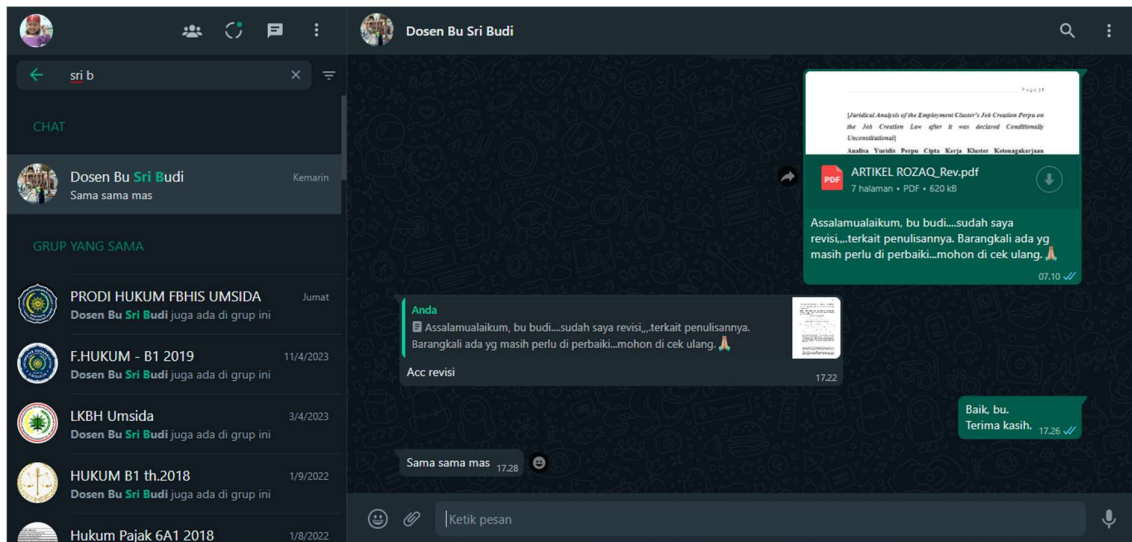 sri b
CHAT
Dosen Bu Sri Budi
Kemarin
Sama sama mas
GRUP YANG SAMA
PRODI HUKUM FBHIS UMSIDA
Jumat
Dosen Bu Sri Budi juga ada di grup ini
F.HUKUM - B1 2019
11/4/2023
Dosen Bu Sri Budi juga ada di grup ini
LKBH Umsida
3/4/2023
Dosen Bu Sri Budi juga ada di grup ini
HUKUM B1 th.2018
1/9/2022
Dosen Bu Sri Budi juga ada di grup ini
Hukum Pajak 6A1 2018
1/8/2022
Dosen Bu Sri Budi
[Juridical Analysis of the Employment Cluster's Job Creation Perpu on
the Job Creation Law after it was declared Conditionally
Unconstitutional]
Analisa Yuridis Perpu Cipta Kerja Kluster Ketenagakerjaan
PDF
ARTIKEL ROZAQ_Rev.pdf
7 halaman • PDF • 620 kB
Assalamualaikum, bu budi....sudah saya
revisi,,,.terkait penulisannya. Barangkali ada yg
masih perlu di perbaiki...mohon di cek ulang. 🙏🏼
07.10
Anda
Assalamualaikum, bu budi....sudah saya revisi,,,.terkait penulisannya.
Barangkali ada yg masih perlu di perbaiki...mohon di cek ulang. 🙏🏼
Acc revisi
17.22
Baik, bu.
Terima kasih.
17.26
Sama sama mas
17.28
Ketik pesan